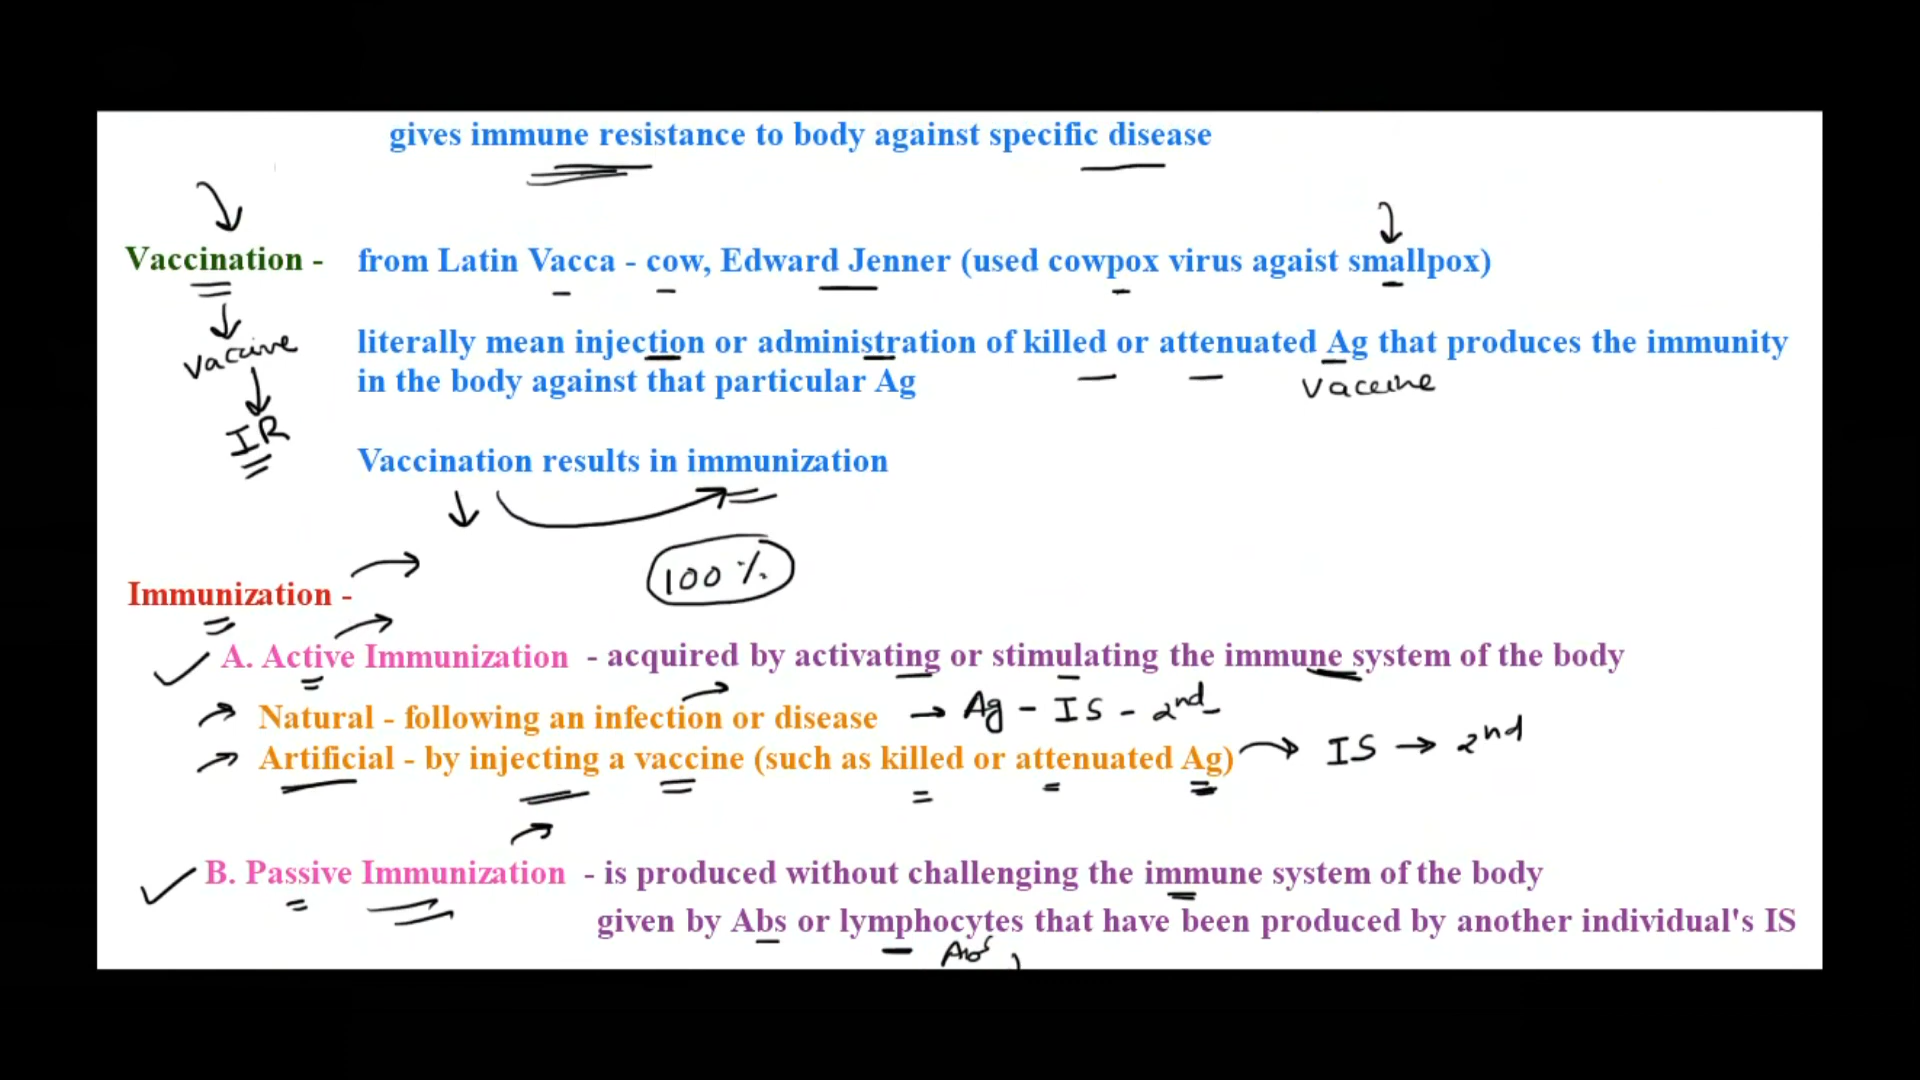 gives immune resistance to body against specific disease
Vaccination - from Latin Vacca - cow, Edward Jenner (used cowpox virus agaist smallpox)
vaccine
literally mean injection or administration of killed or attenuated Ag that produces the immunity
in the body against that particular Ag
vaccine
IR
Vaccination results in immunization
100 %
Immunization -
A. Active Immunization - acquired by activating or stimulating the immune system of the body
Natural - following an infection or disease → Ag - IS - 2nd
Artificial - by injecting a vaccine (such as killed or attenuated Ag) → IS → 2nd
B. Passive Immunization - is produced without challenging the immune system of the body
given by Abs or lymphocytes that have been produced by another individual's IS
Abs